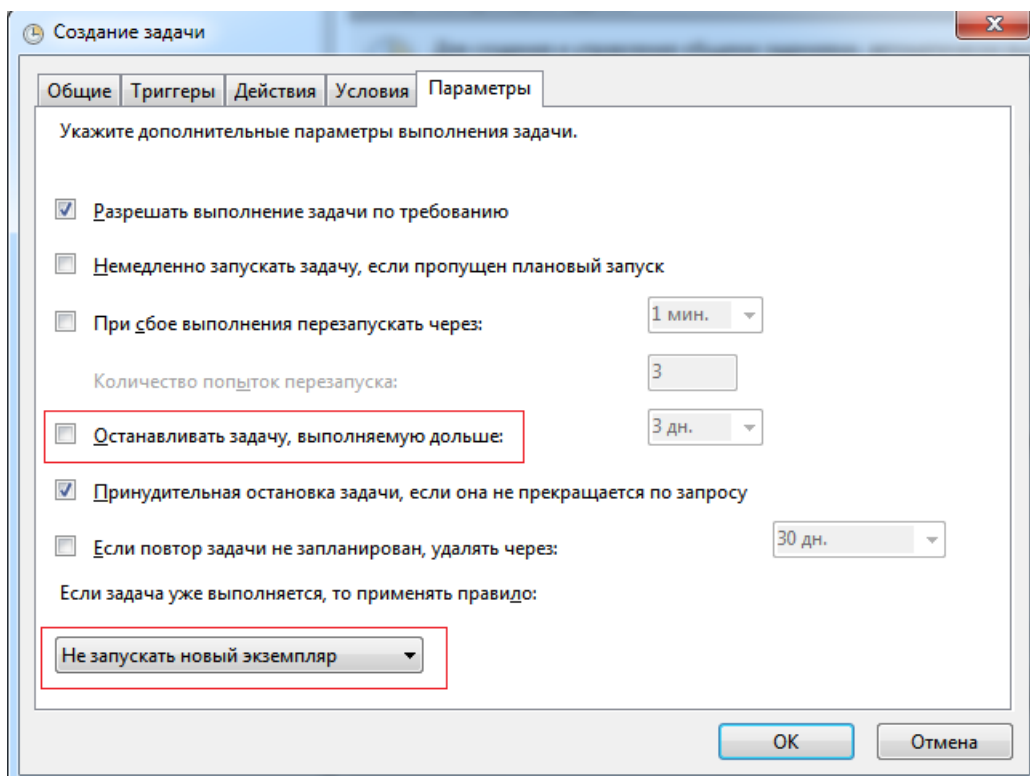 Создание задачи
Общие Триггеры Действия Условия Параметры
Укажите дополнительные параметры выполнения задачи.
Разрешать выполнение задачи по требованию
Немедленно запускать задачу, если пропущен плановый запуск
При сбое выполнения перезапускать через: 1 мин.
Количество попыток перезапуска: 3
Останавливать задачу, выполняемую дольше: 3 дн.
Принудительная остановка задачи, если она не прекращается по запросу
Если повтор задачи не запланирован, удалять через: 30 дн.
Если задача уже выполняется, то применять правило:
Не запускать новый экземпляр
ОК Отмена